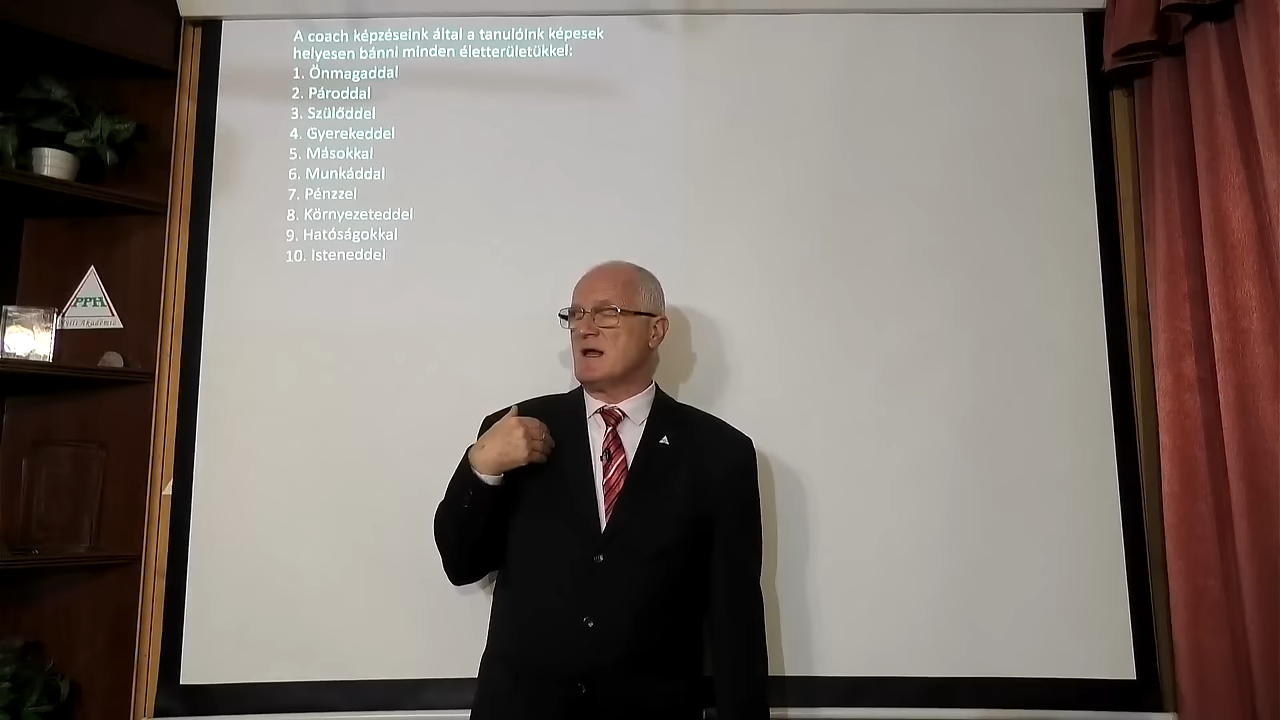 A coach képzéseink által a tanulóink képesek
helyesen bánni minden életterületükkel:
1. Önmagaddal
2. Pároddal
3. Szülőddel
4. Gyerekeddel
5. Másokkal
6. Munkáddal
7. Pénzzel
8. Környezeteddel
9. Hatóságokkal
10. Isteneddel
PPH
Akadémia